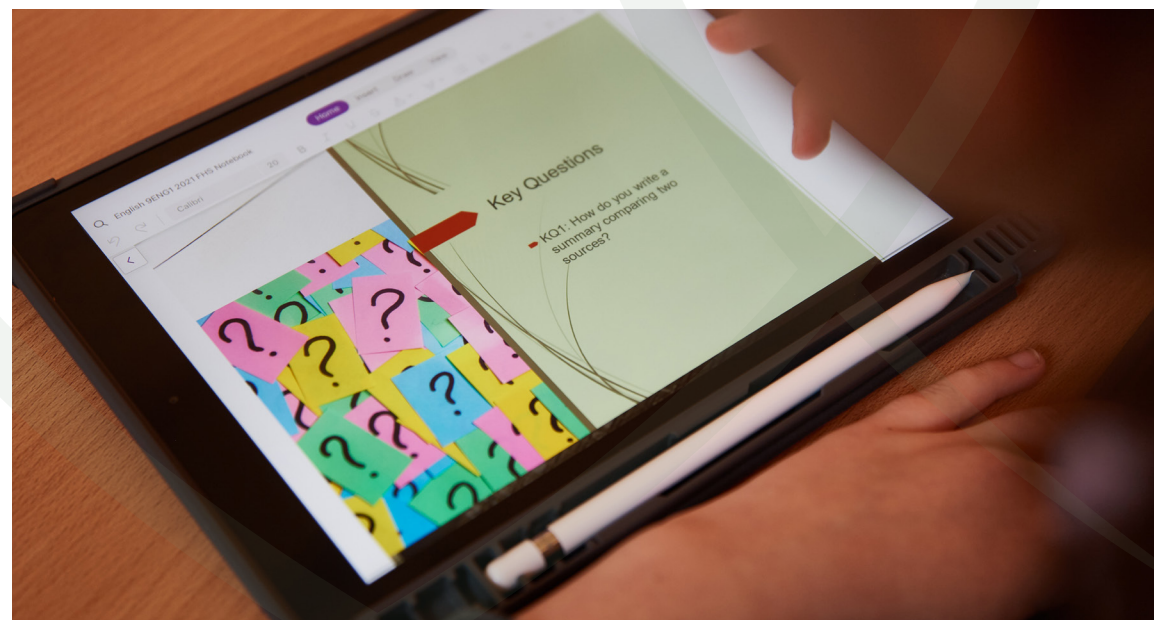 Home Insert Draw View
English 9ENG1 2021 FHS Notebook
Calibri 20 B I U
Key Questions
KQ1: How do you write a
summary comparing two
sources?
? ? ? ? ? ? ?